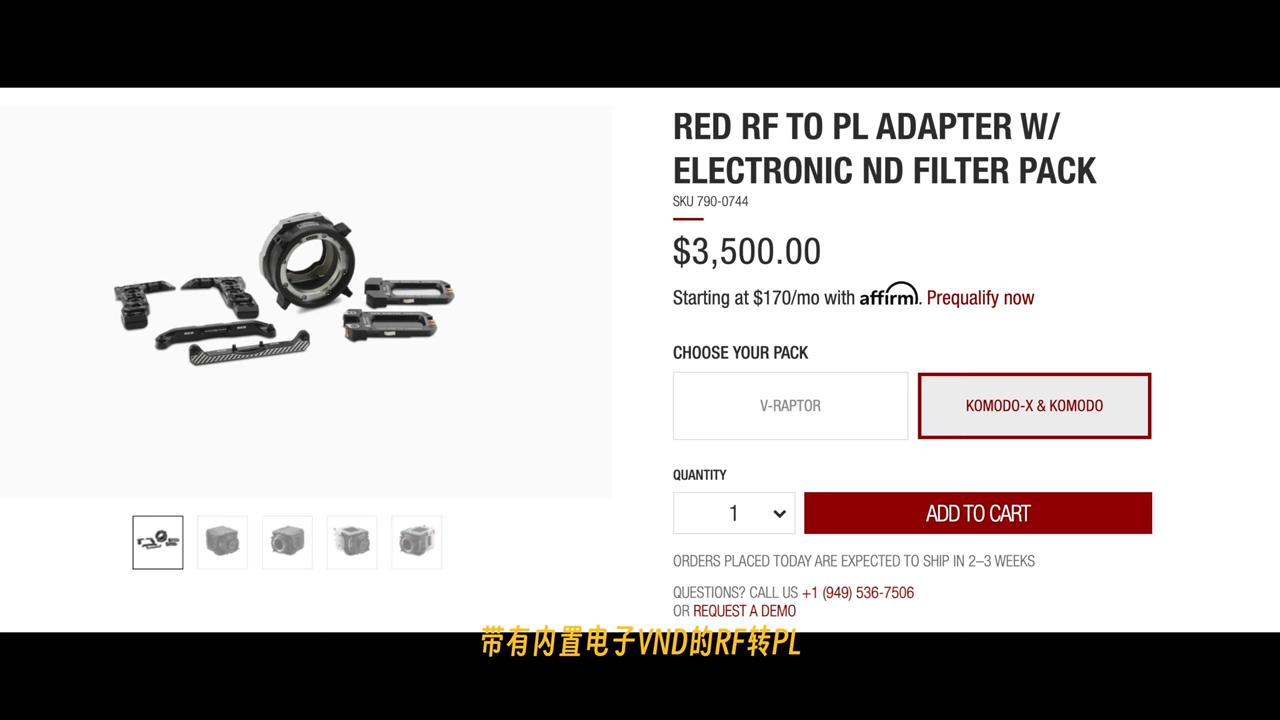 RED RF TO PL ADAPTER W/
ELECTRONIC ND FILTER PACK
SKU 790-0744
$3,500.00
Starting at $170/mo with affirm. Prequalify now
CHOOSE YOUR PACK
V-RAPTOR
KOMODO-X & KOMODO
QUANTITY
1
ADD TO CART
ORDERS PLACED TODAY ARE EXPECTED TO SHIP IN 2–3 WEEKS
QUESTIONS? CALL US +1 (949) 536-7506
OR REQUEST A DEMO
带有内置电子VND的RF转PL